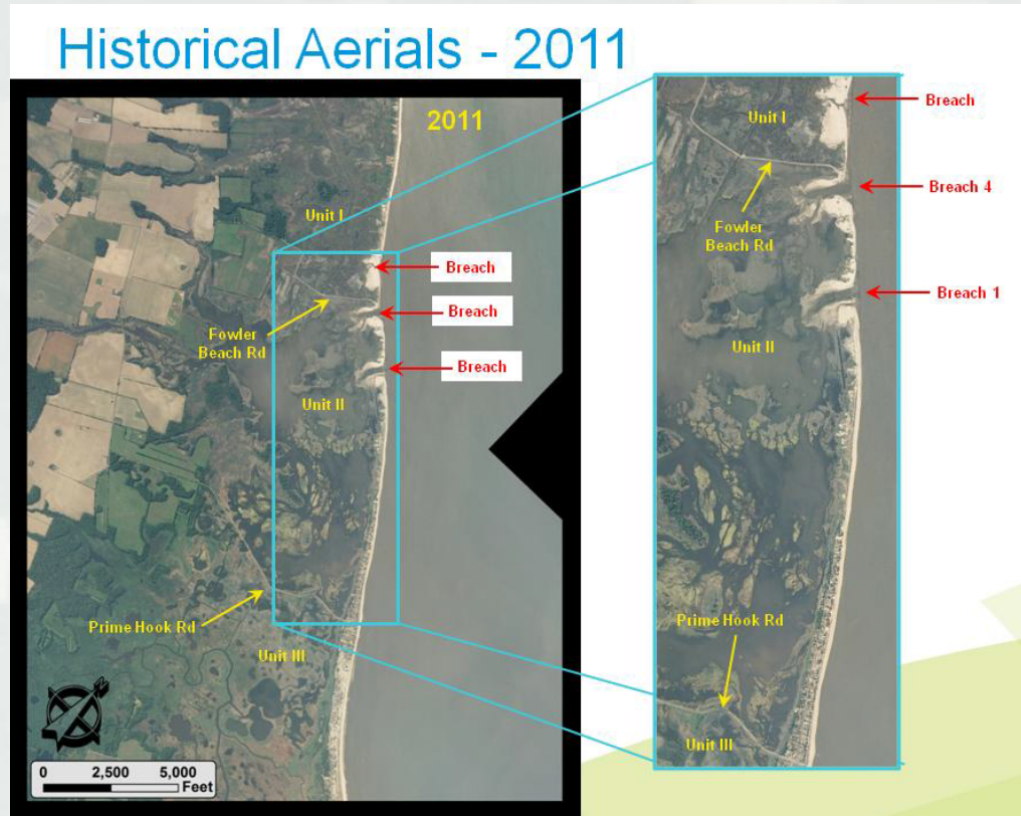 Historical Aerials - 2011
2011
Unit I
Breach
Breach
Fowler
Beach Rd
Breach
Unit II
Prime Hook Rd
Unit III
0 2,500 5,000
Feet
Breach
Unit I
Breach 4
Fowler
Beach Rd
Breach 1
Unit II
Prime Hook Rd
Unit III